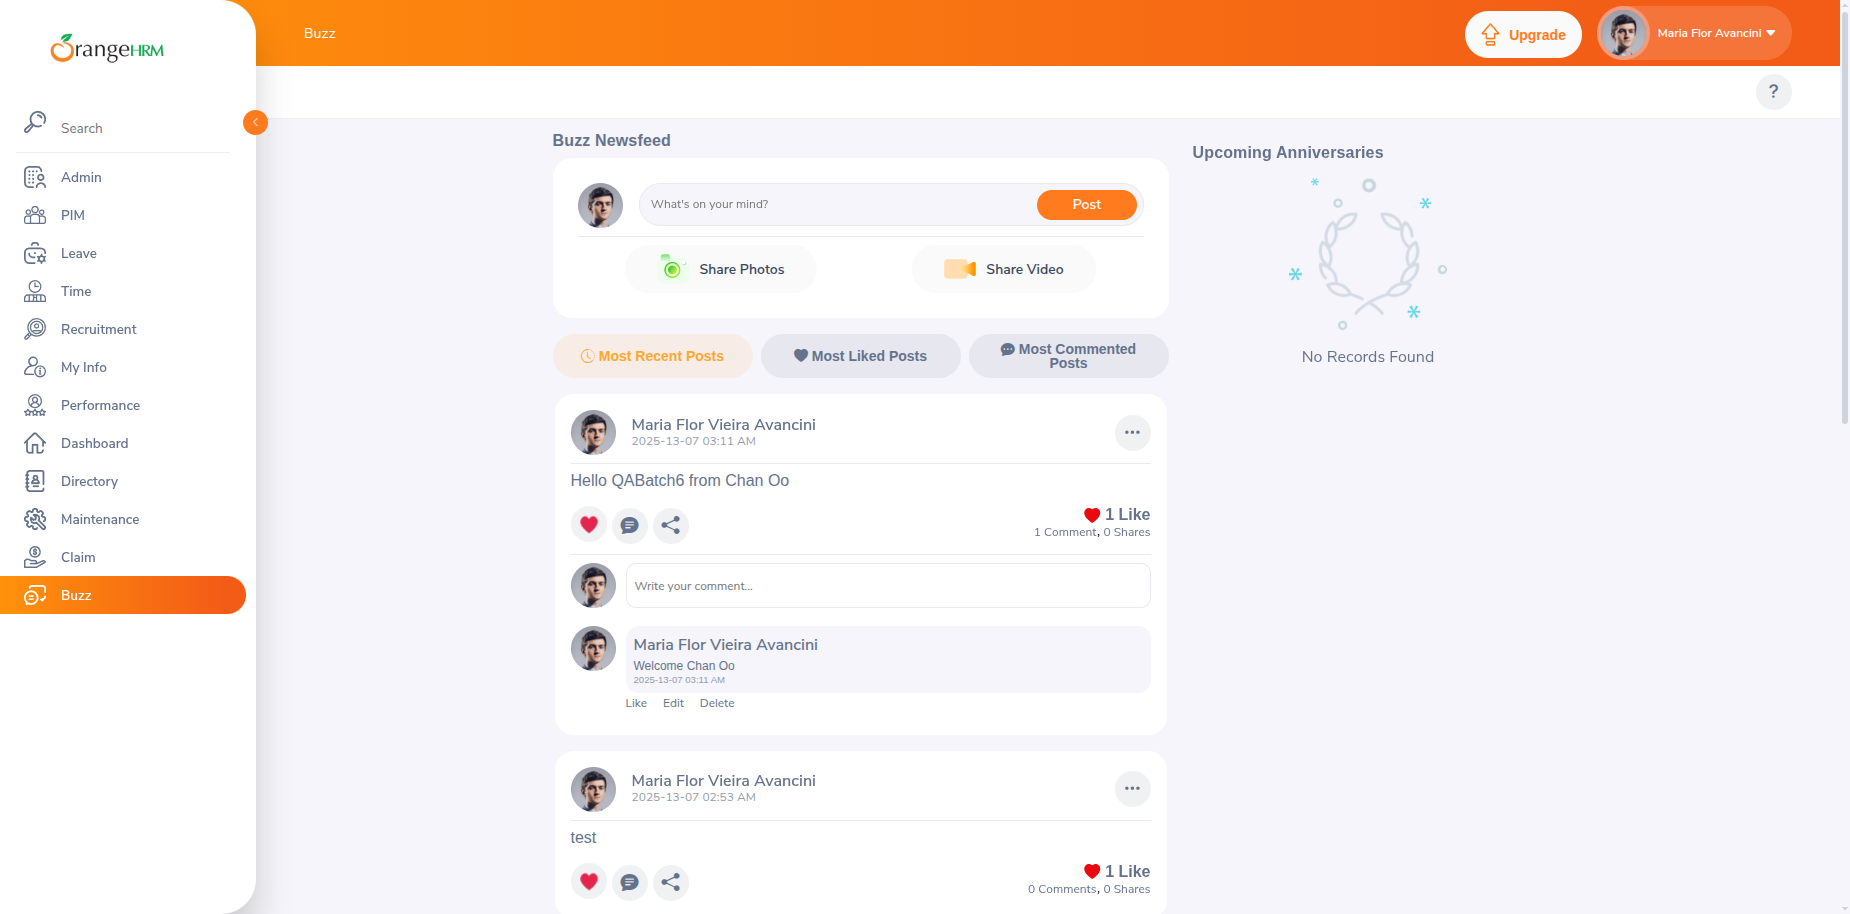 OrangeHRM
Search
Admin
PIM
Leave
Time
Recruitment
My Info
Performance
Dashboard
Directory
Maintenance
Claim
Buzz
Buzz
Upgrade
Maria Flor Avancini
?
Buzz Newsfeed
What's on your mind?
Post
Share Photos
Share Video
Most Recent Posts
Most Liked Posts
Most Commented
Posts
Maria Flor Vieira Avancini
2025-13-07 03:11 AM
Hello QABatch6 from Chan Oo
1 Like
1 Comment, 0 Shares
Write your comment...
Maria Flor Vieira Avancini
Welcome Chan Oo
2025-13-07 03:11 AM
Like Edit Delete
Maria Flor Vieira Avancini
2025-13-07 02:53 AM
test
1 Like
0 Comments, 0 Shares
Upcoming Anniversaries
No Records Found